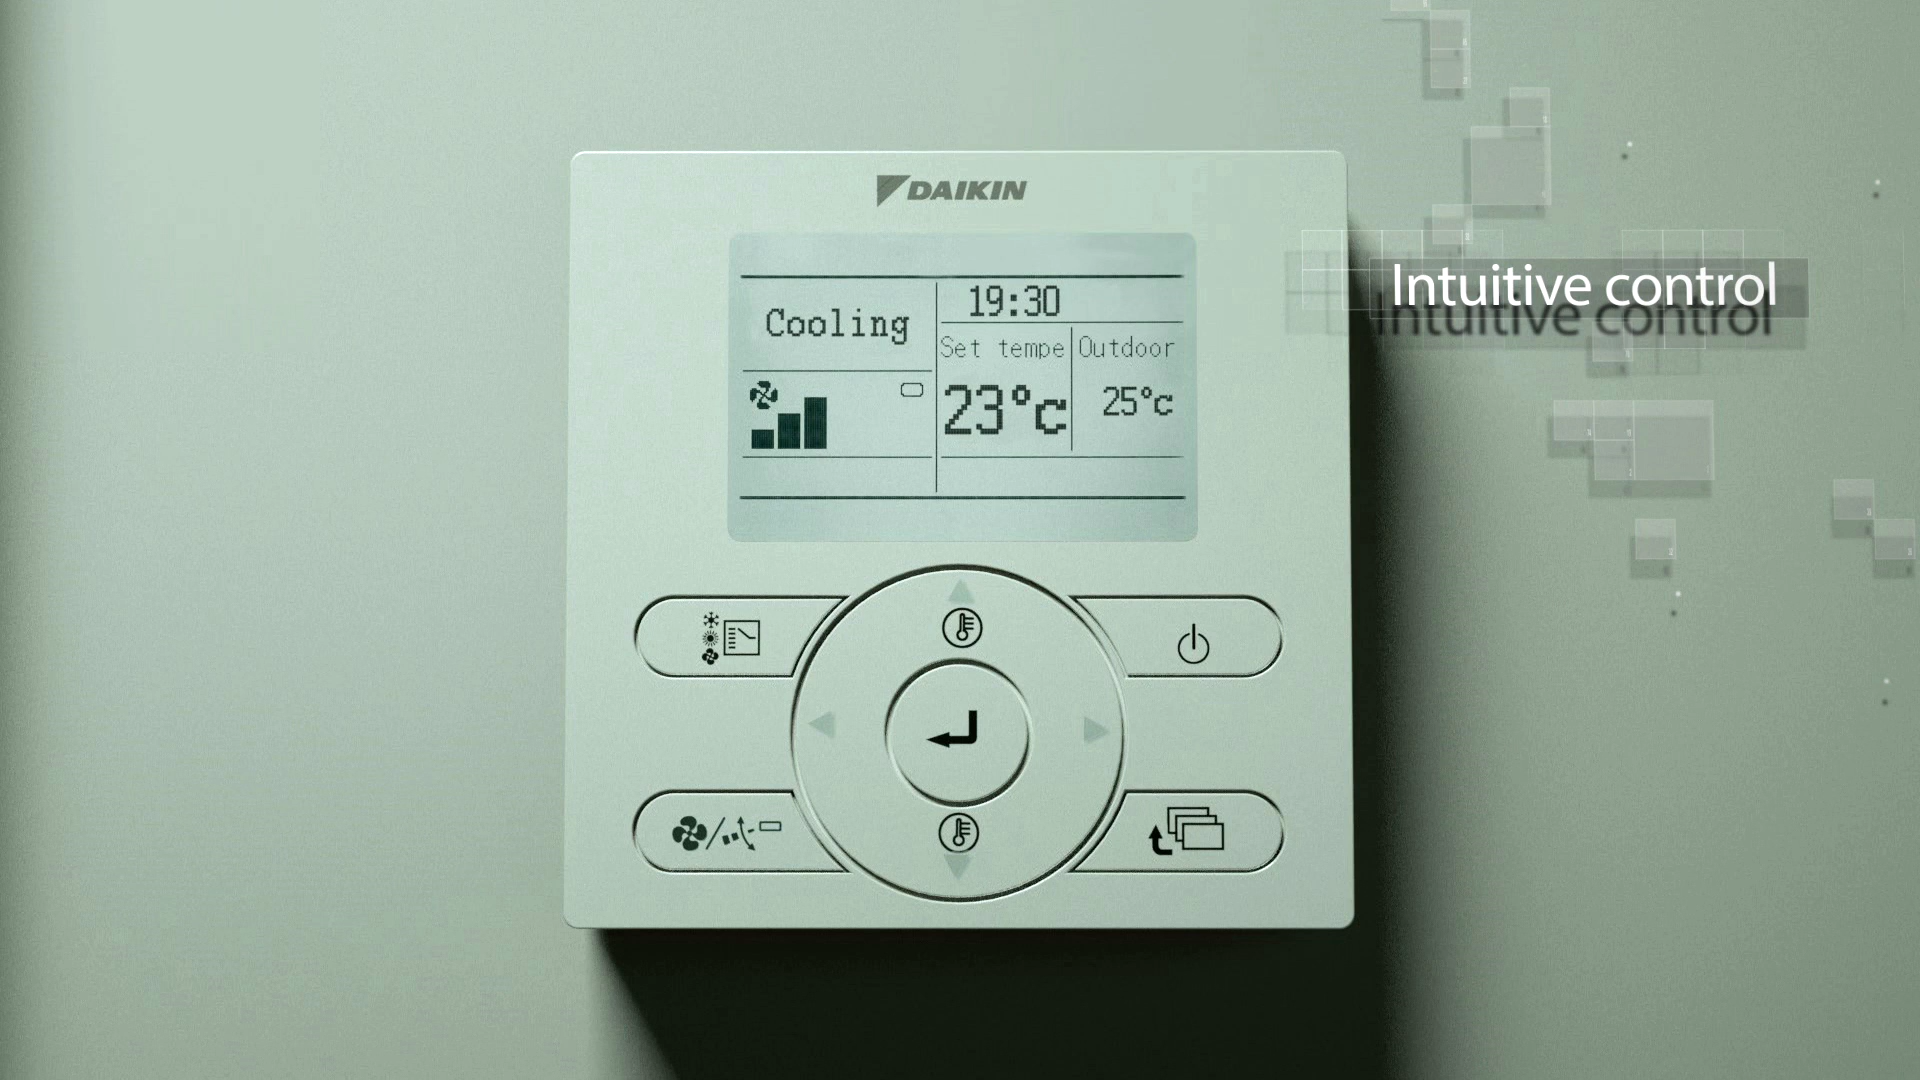 DAIKIN
Intuitive control
19:30
Cooling
Set tempe
Outdoor
23°c
25°c